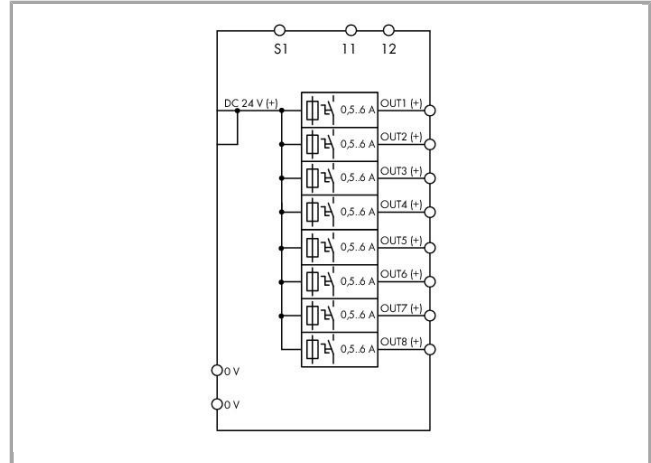 S1 11 12
DC 24 V (+)
0,5..6 A OUT1 (+)
0,5..6 A OUT2 (+)
0,5..6 A OUT3 (+)
0,5..6 A OUT4 (+)
0,5..6 A OUT5 (+)
0,5..6 A OUT6 (+)
0,5..6 A OUT7 (+)
0,5..6 A OUT8 (+)
0 V
0 V